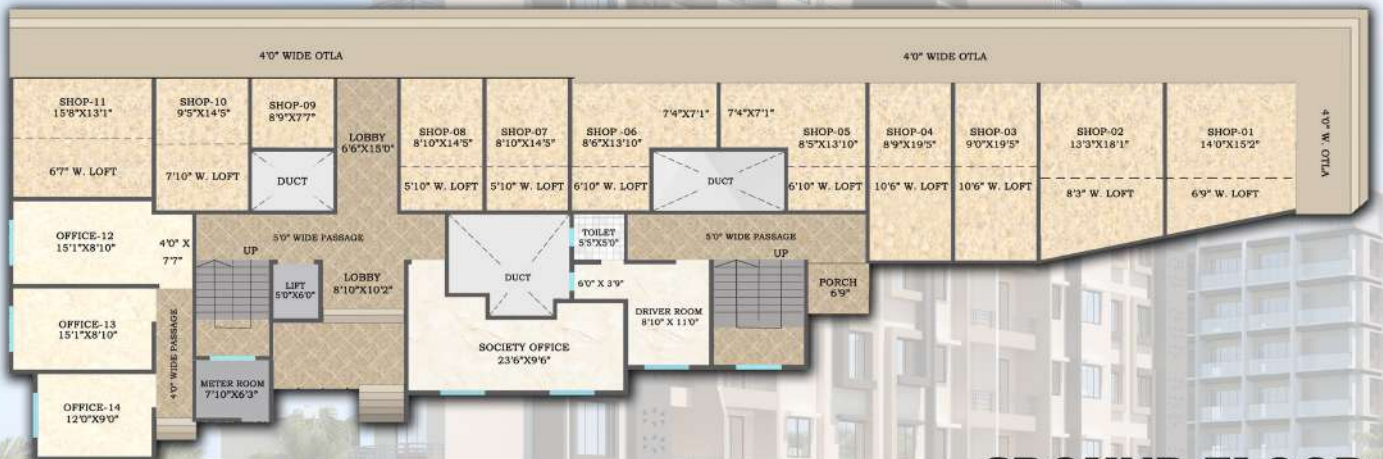 4'0" WIDE OTLA
4'0" WIDE OTLA
4'0" W. OTLA
SHOP-11
15'8"X13'1"
6'7" W. LOFT
SHOP-10
9'5"X14'5"
7'10" W. LOFT
SHOP-09
8'9"X7'7"
DUCT
LOBBY
6'6"X15'0"
SHOP-08
8'10"X14'5"
5'10" W. LOFT
SHOP-07
8'10"X14'5"
5'10" W. LOFT
SHOP -06
8'6"X13'10"
6'10" W. LOFT
7'4"X7'1"
7'4"X7'1"
DUCT
SHOP-05
8'5"X13'10"
6'10" W. LOFT
SHOP-04
8'9"X19'5"
10'6" W. LOFT
SHOP-03
9'0"X19'5"
10'6" W. LOFT
SHOP-02
13'3"X18'1"
8'3" W. LOFT
SHOP-01
14'0"X15'2"
6'9" W. LOFT
OFFICE-12
15'1"X8'10"
4'0" X
7'7"
5'0" WIDE PASSAGE
UP
LIFT
5'0"X6'0"
LOBBY
8'10"X10'2"
DUCT
TOILET
5'5"X5'0"
5'0" WIDE PASSAGE
UP
6'0" X 3'9"
PORCH
6'9"
OFFICE-13
15'1"X8'10"
4'0" WIDE PASSAGE
DRIVER ROOM
8'10" X 11'0"
SOCIETY OFFICE
23'6"X9'6"
METER ROOM
7'10"X6'3"
OFFICE-14
12'0"X9'0"
GROUND FLOOR